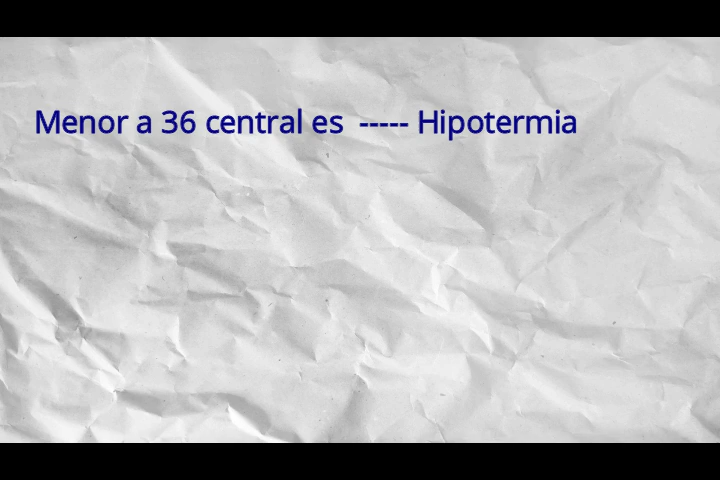 Menor a 36 central es ----- Hipotermia